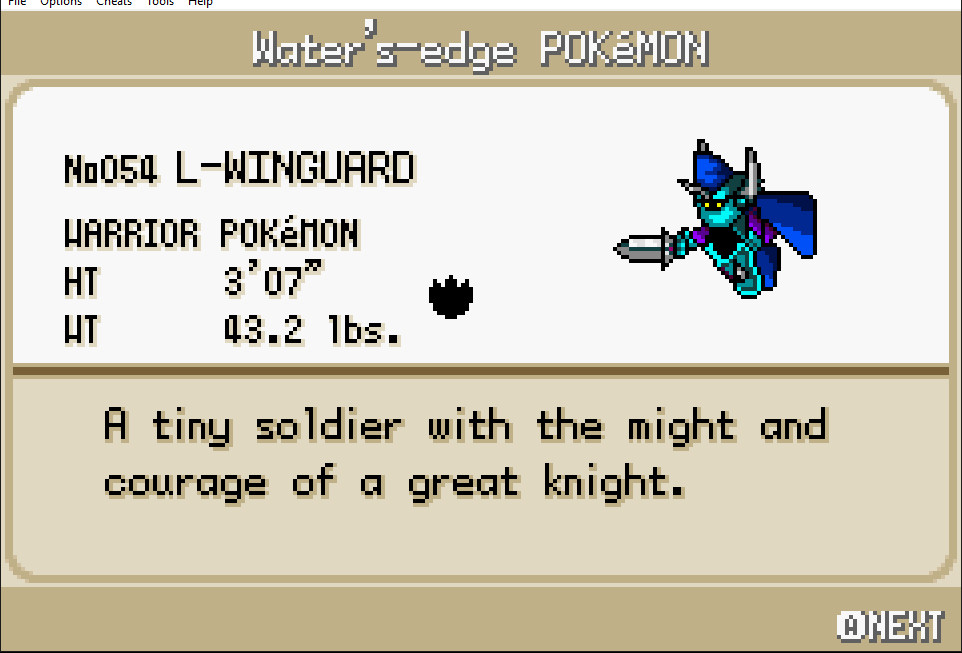 File Options Cheats Tools Help
Water's-edge POKéMON
No054 L-WINGUARD
WARRIOR POKéMON
HT 3'07"
WT 43.2 lbs.
A tiny soldier with the might and
courage of a great knight.
Ⓐ NEXT